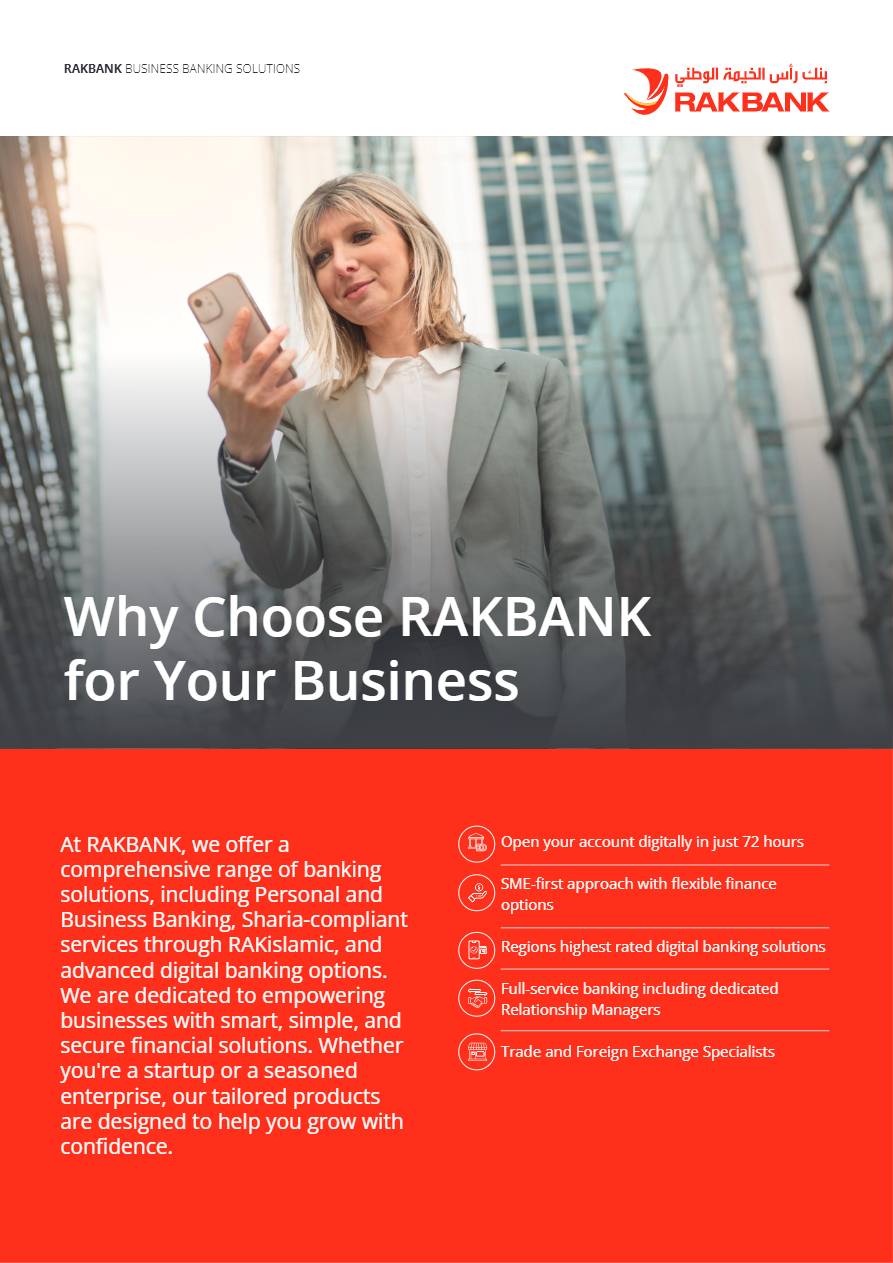 RAKBANK BUSINESS BANKING SOLUTIONS
بنك رأس الخيمة الوطني
RAKBANK
Why Choose RAKBANK
for Your Business
At RAKBANK, we offer a
comprehensive range of banking
solutions, including Personal and
Business Banking, Sharia-compliant
services through RAKislamic, and
advanced digital banking options.
We are dedicated to empowering
businesses with smart, simple, and
secure financial solutions. Whether
you're a startup or a seasoned
enterprise, our tailored products
are designed to help you grow with
confidence.
Open your account digitally in just 72 hours
SME-first approach with flexible finance
options
Regions highest rated digital banking solutions
Full-service banking including dedicated
Relationship Managers
Trade and Foreign Exchange Specialists